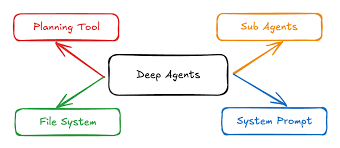 Planning Tool
Sub Agents
Deep Agents
File System
System Prompt